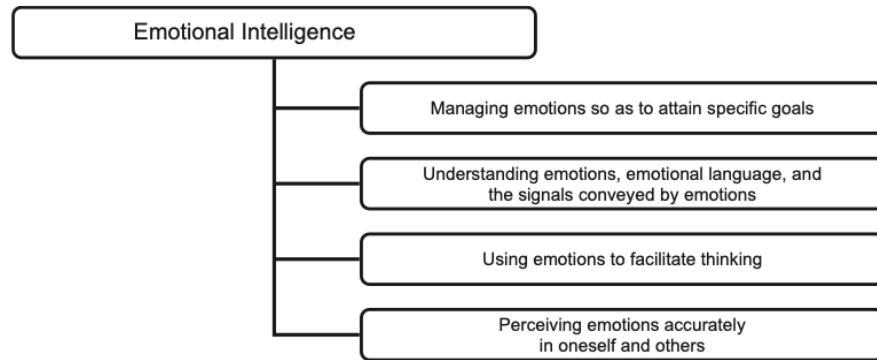 Emotional Intelligence
Managing emotions so as to attain specific goals
Understanding emotions, emotional language, and
the signals conveyed by emotions
Using emotions to facilitate thinking
Perceiving emotions accurately
in oneself and others